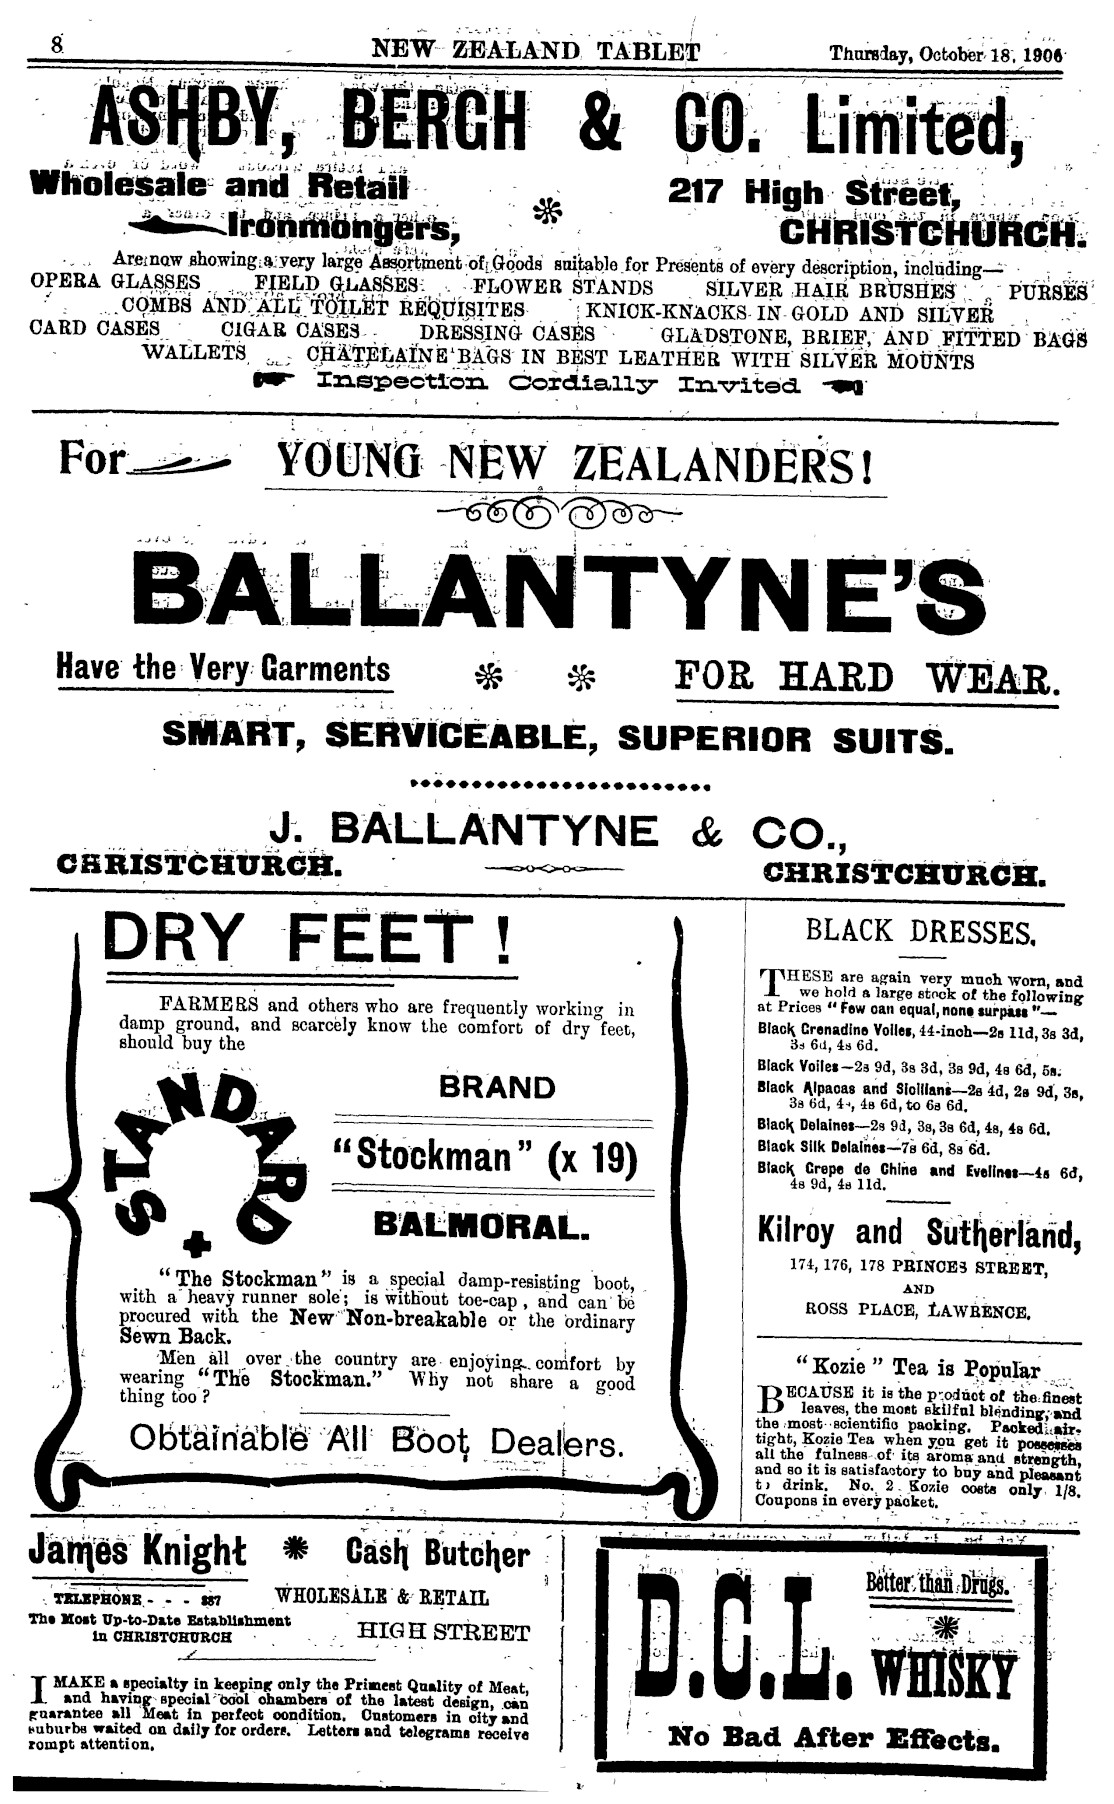 8
NEW ZEALAND TABLET
Thursday, October 18, 1906
ASHBY, BERGH & CO. Limited,
Wholesale and Retail
Ironmongers,
217 High Street,
CHRISTCHURCH.
Are now showing a very large Assortment of Goods suitable for Presents of every description, including—
OPERA GLASSES FIELD GLASSES FLOWER STANDS SILVER HAIR BRUSHES PURSES
COMBS AND ALL TOILET REQUISITES KNICK-KNACKS IN GOLD AND SILVER
CARD CASES CIGAR CASES DRESSING CASES GLADSTONE, BRIEF, AND FITTED BAGS
WALLETS CHATELAINE BAGS IN BEST LEATHER WITH SILVER MOUNTS
Inspection Cordially Invited
For YOUNG NEW ZEALANDERS!
BALLANTYNE'S
Have the Very Garments FOR HARD WEAR.
SMART, SERVICEABLE, SUPERIOR SUITS.
J. BALLANTYNE & CO.,
CHRISTCHURCH. CHRISTCHURCH.
DRY FEET!
FARMERS and others who are frequently working in
damp ground, and scarcely know the comfort of dry feet,
should buy the
STANDARD
BRAND
"Stockman" (x 19)
BALMORAL.
"The Stockman" is a special damp-resisting boot,
with a heavy runner sole; is without toe-cap, and can be
procured with the New Non-breakable or the ordinary
Sewn Back.
Men all over the country are enjoying comfort by
wearing "The Stockman." Why not share a good
thing too?
Obtainable All Boot Dealers.
BLACK DRESSES.
THESE are again very much worn, and
we hold a large stock of the following
at Prices "few can equal, none surpass"—
Black Grenadine Voiles, 44-inch—2s 11d, 3s 3d,
3s 6d, 4s 6d.
Black Voiles—2s 9d, 3s 3d, 3s 9d, 4s 6d, 5s.
Black Alpacas and Sicilians—2s 4d, 2s 9d, 3s,
3s 6d, 4s, 4s 6d, to 6s 6d.
Black Delaines—2s 9d, 3s, 3s 6d, 4s, 4s 6d.
Black Silk Delaines—7s 6d, 8s 6d.
Black Crepe de Chine and Evelines—4s 6d,
4s 9d, 4s 11d.
Kilroy and Sutherland,
174, 176, 178 PRINCES STREET,
AND
ROSS PLACE, LAWRENCE.
"Kozie" Tea is Popular
BECAUSE it is the product of the finest
leaves, the most skilful blending, and
the most scientific packing. Packed air-
tight, Kozie Tea when you get it possesses
all the fulness of its aroma and strength,
and so it is satisfactory to buy and pleasant
to drink. No. 2 Kozie costs only 1/8.
Coupons in every packet.
James Knight Cash Butcher
TELEPHONE - - - 887 WHOLESALE & RETAIL
The Most Up-to-Date Establishment
in CHRISTCHURCH
HIGH STREET
I MAKE a specialty in keeping only the Primest Quality of Meat,
and having special cool chambers of the latest design, can
guarantee all Meat in perfect condition. Customers in city and
suburbs waited on daily for orders. Letters and telegrams receive
rompt attention.
D.C.L.
Better than Drugs.
WHISKY
No Bad After Effects.